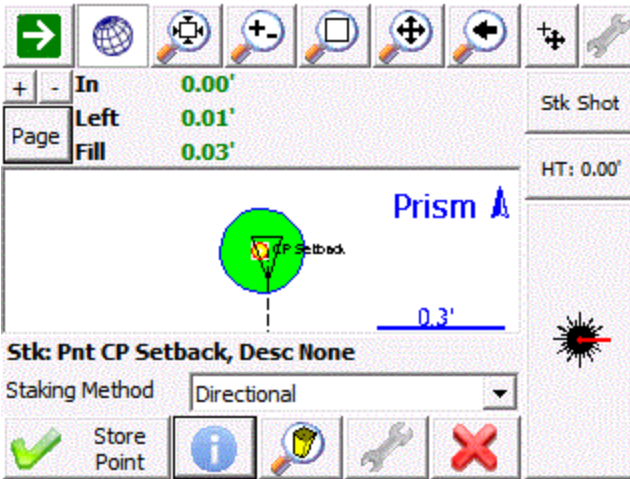 + - In 0.00'
Left 0.01'
Page
Fill 0.03'
Stk Shot
HT: 0.00'
Prism
CP Setback
0.3'
Stk: Pnt CP Setback, Desc None
Staking Method Directional
Store
Point